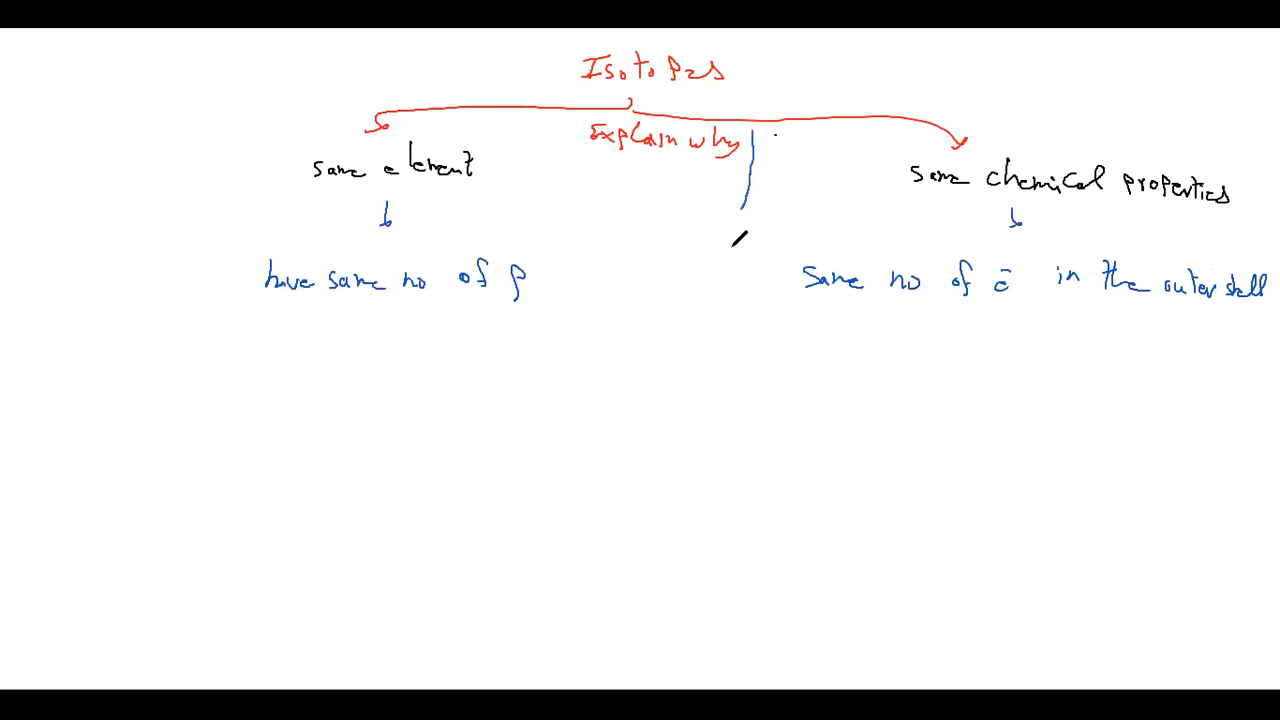 Isotopes
Explain why
same element
same chemical properties
have same no of p
same no of ē in the outer shell